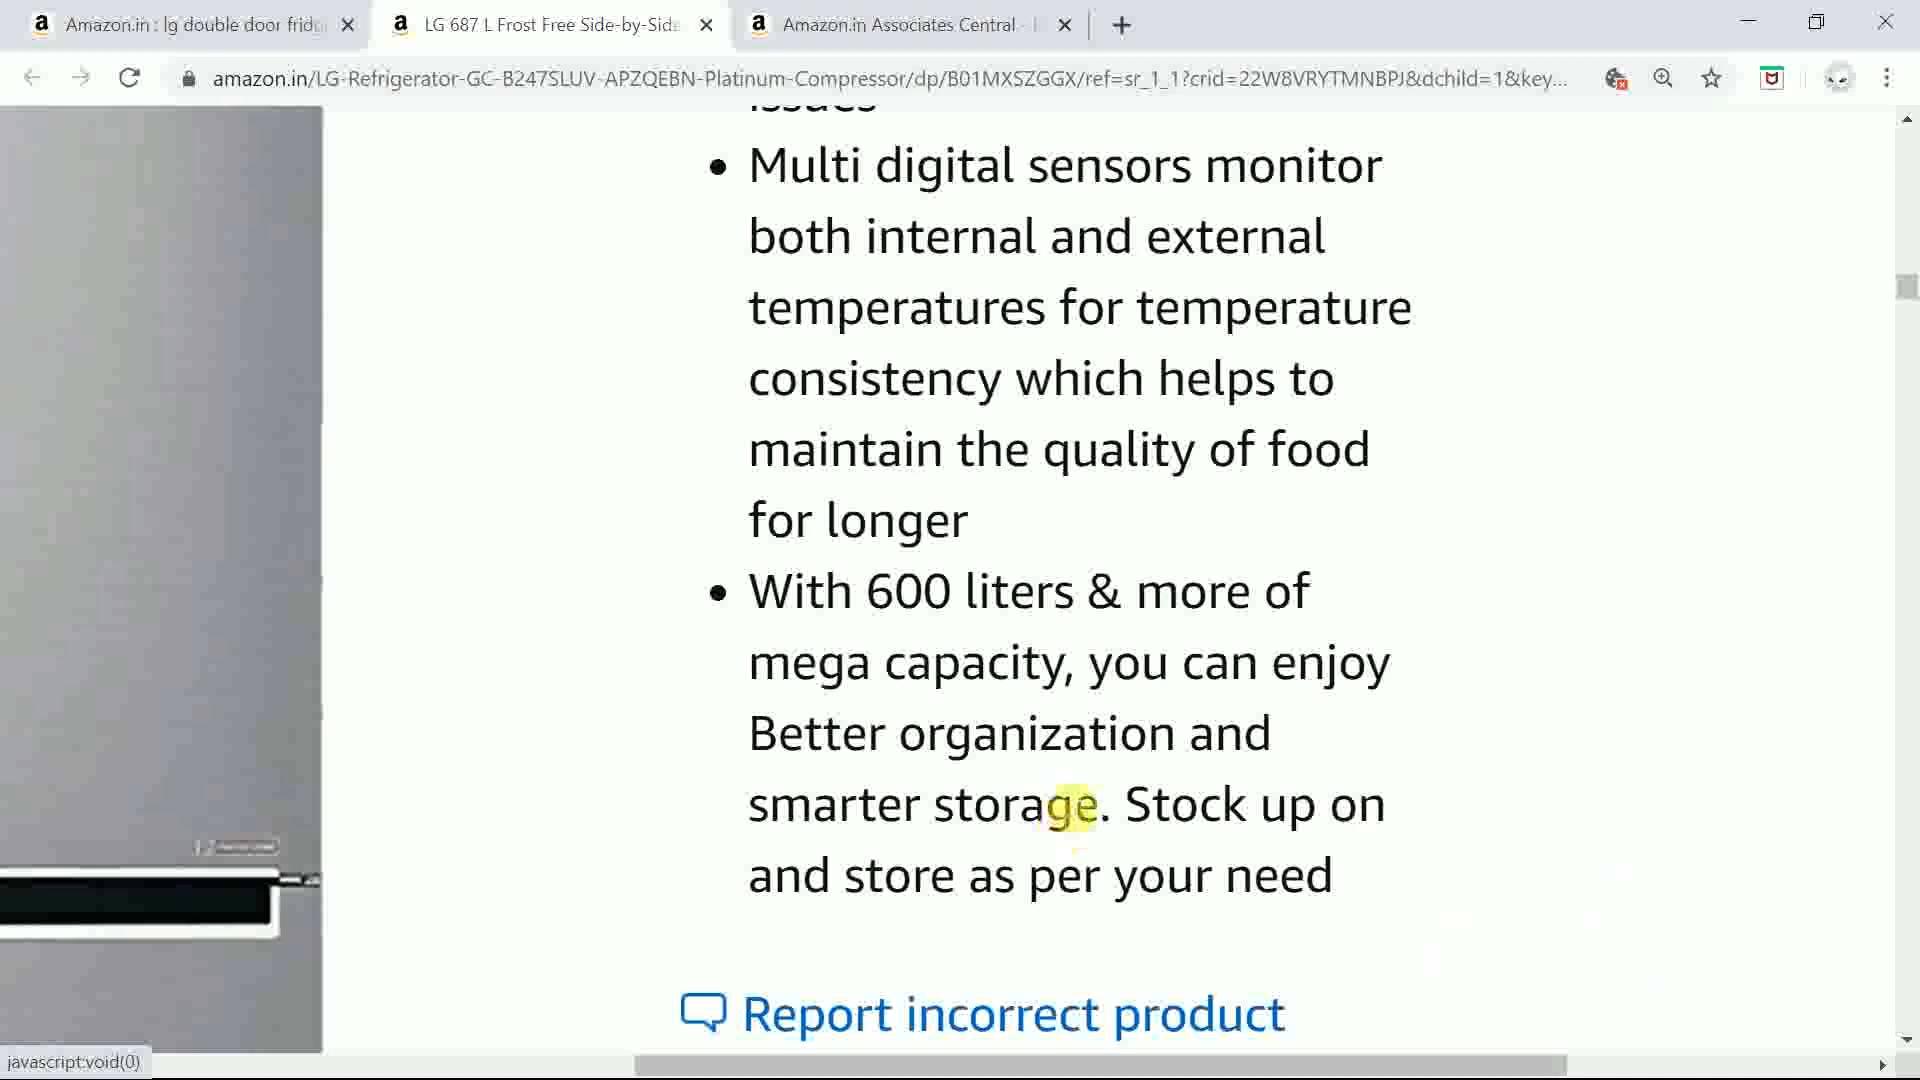 Amazon.in : lg double door frid
LG 687 L Frost Free Side-by-Side
Amazon.in Associates Central -
amazon.in/LG-Refrigerator-GC-B247SLUV-APZQEBN-Platinum-Compressor/dp/B01MXSZGGX/ref=sr_1_1?crid=22W8VRYTMNBPJ&dchild=1&key...
issues
• Multi digital sensors monitor
both internal and external
temperatures for temperature
consistency which helps to
maintain the quality of food
for longer
• With 600 liters & more of
mega capacity, you can enjoy
Better organization and
smarter storage. Stock up on
and store as per your need
Report incorrect product
javascript:void(0)